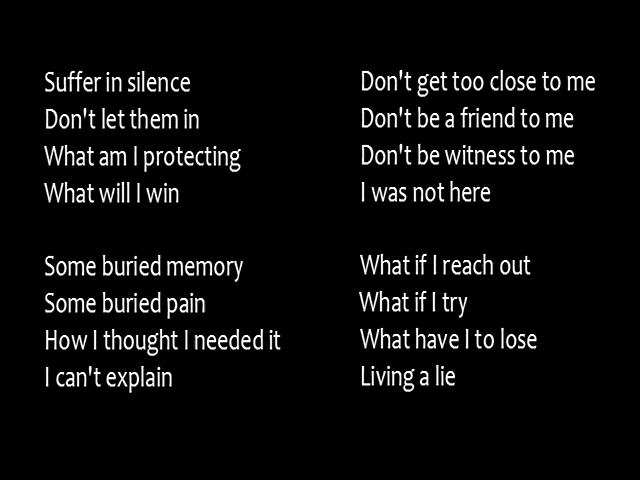 Suffer in silence
Don't let them in
What am I protecting
What will I win
Some buried memory
Some buried pain
How I thought I needed it
I can't explain
Don't get too close to me
Don't be a friend to me
Don't be witness to me
I was not here
What if I reach out
What if I try
What have I to lose
Living a lie